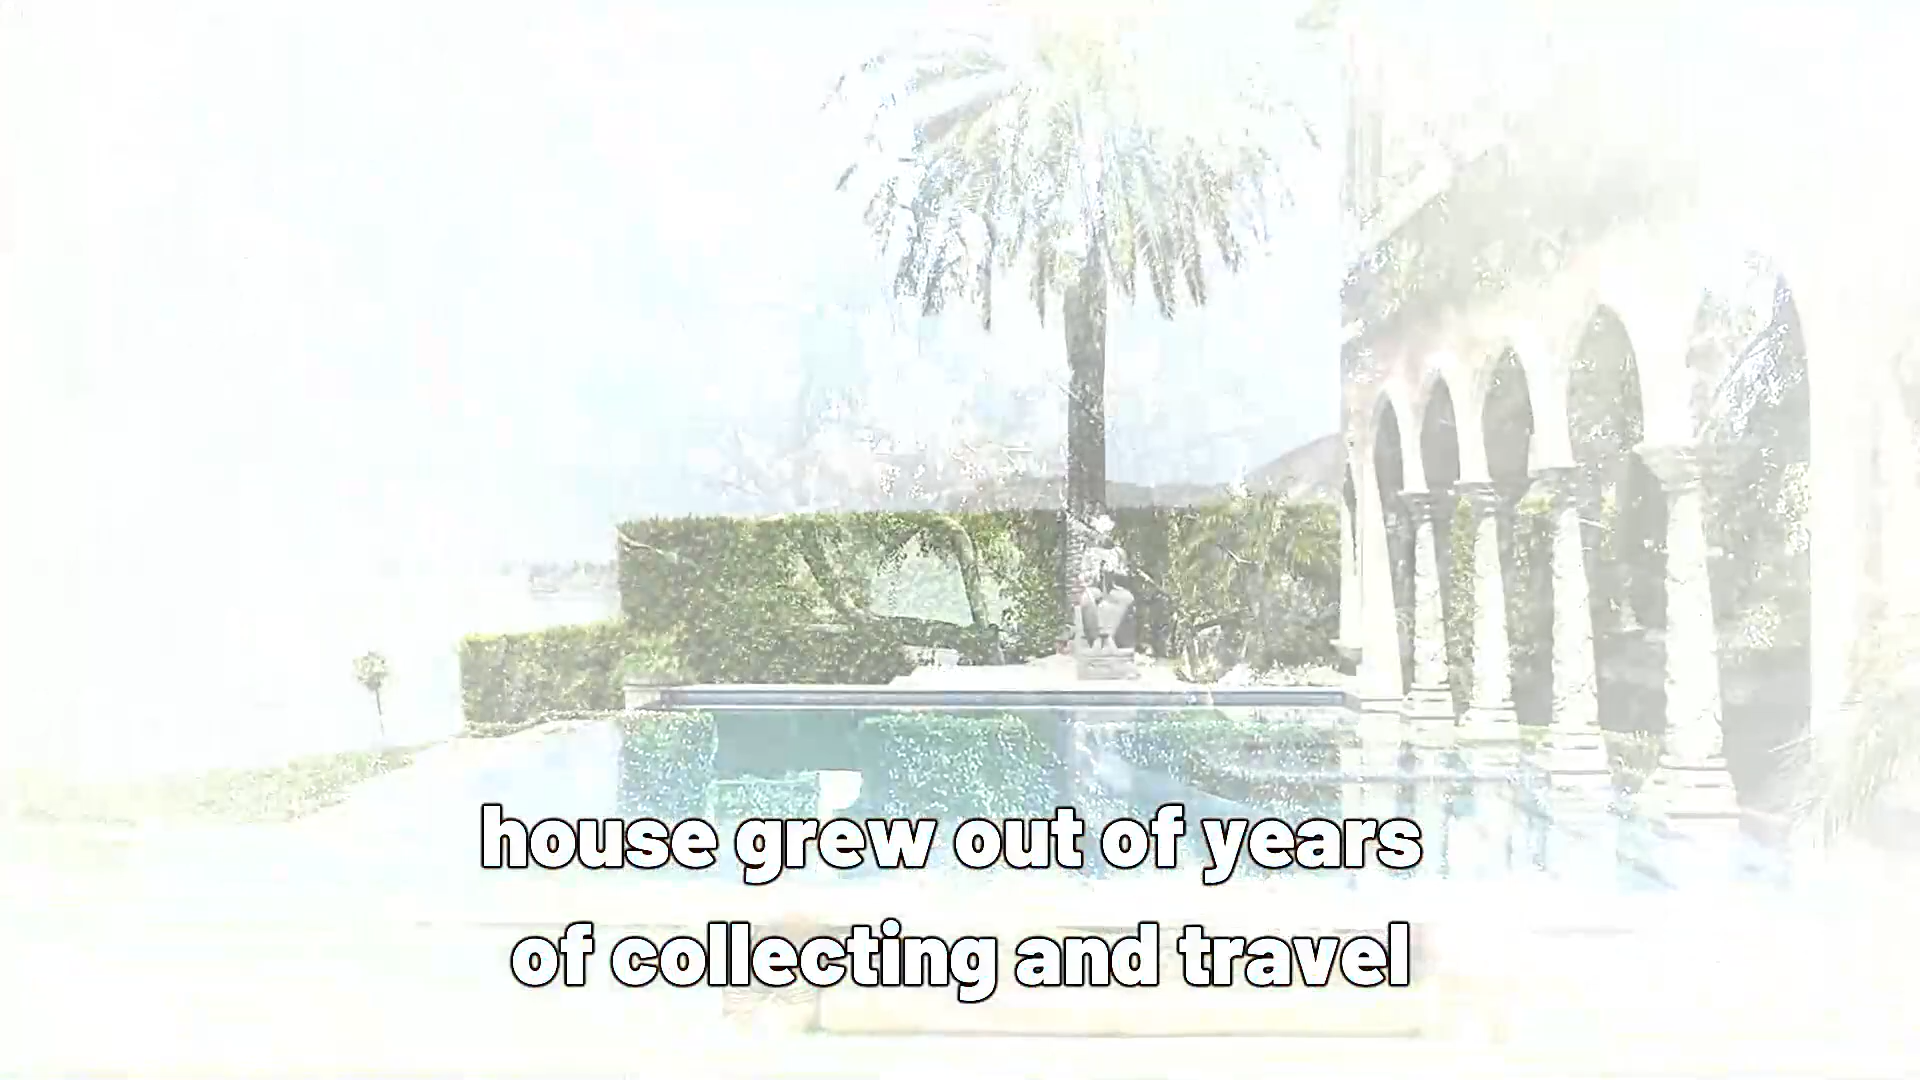 house grew out of years
of collecting and travel